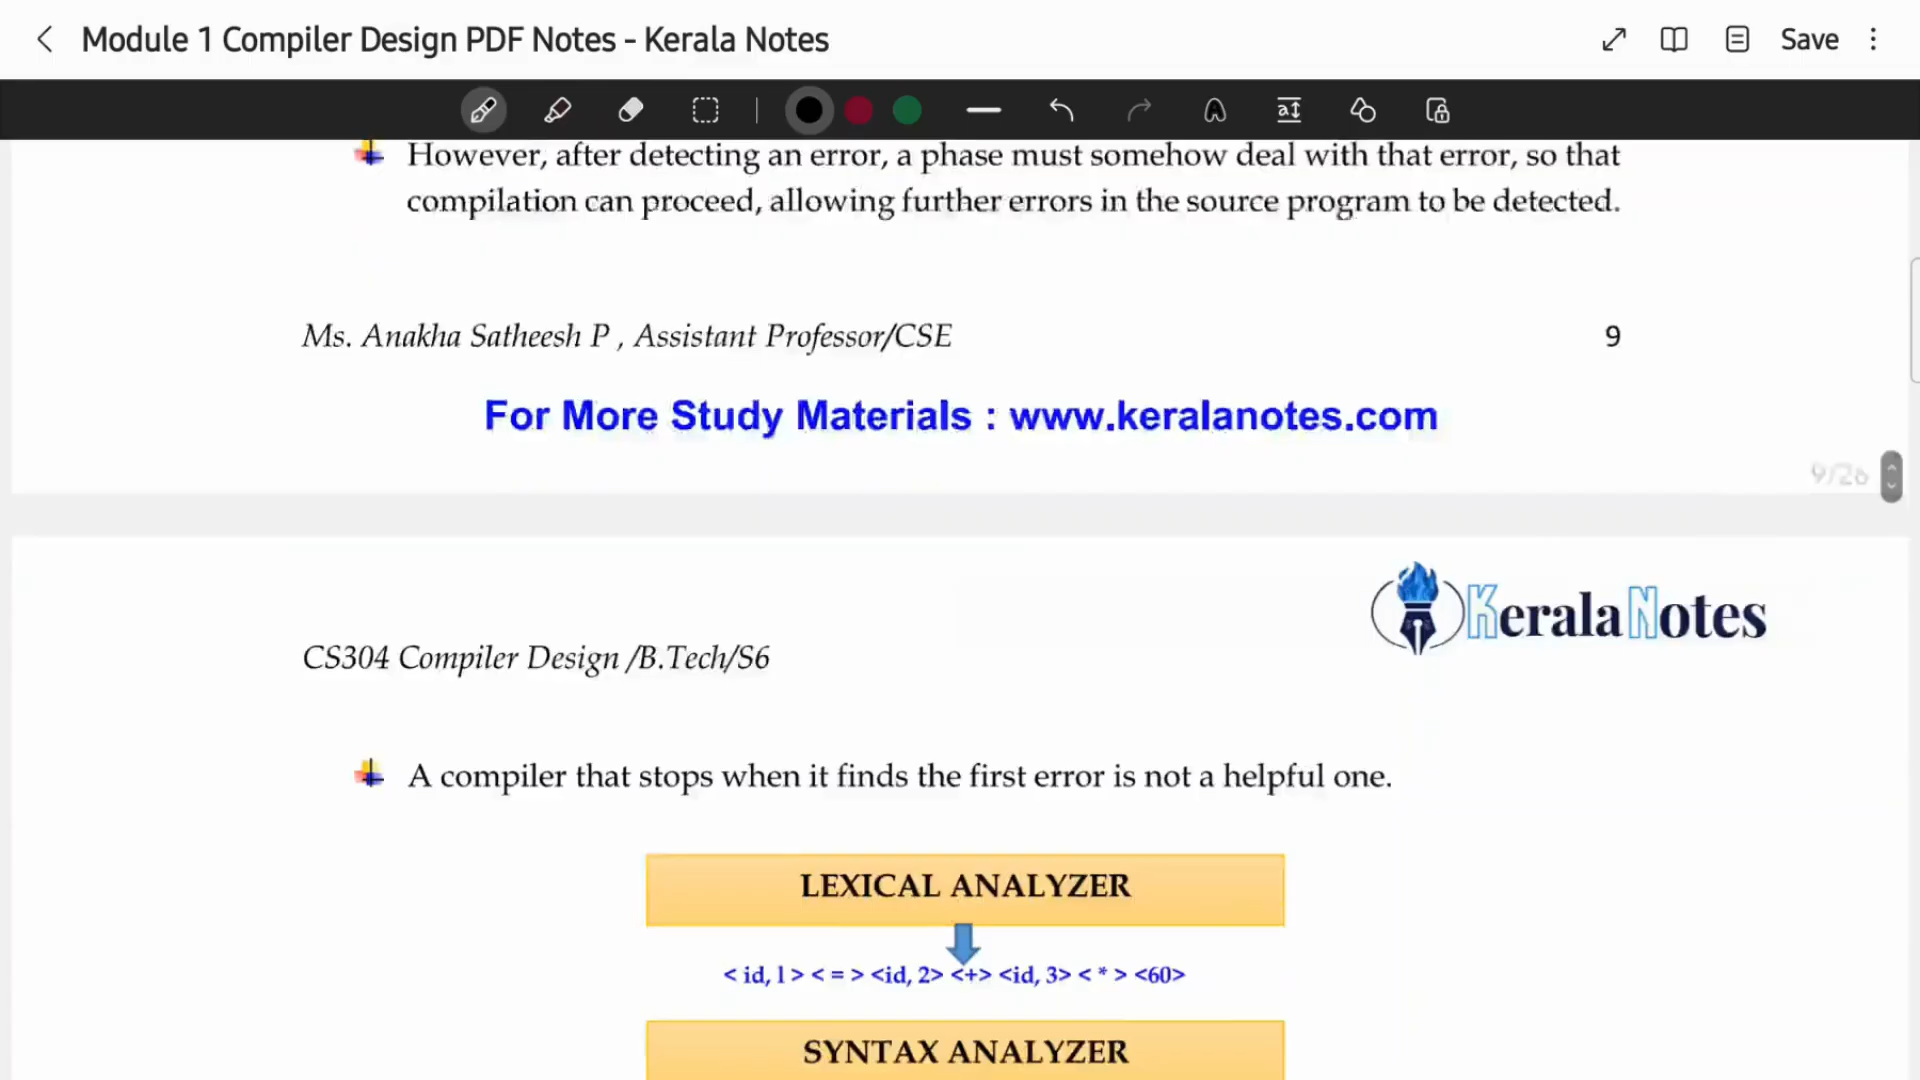 Module 1 Compiler Design PDF Notes - Kerala Notes
Save
However, after detecting an error, a phase must somehow deal with that error, so that
compilation can proceed, allowing further errors in the source program to be detected.
Ms. Anakha Satheesh P , Assistant Professor/CSE
9
For More Study Materials : www.keralanotes.com
9/26
KeralaNotes
CS304 Compiler Design /B.Tech/S6
A compiler that stops when it finds the first error is not a helpful one.
LEXICAL ANALYZER
< id, 1 > < = > <id, 2> <+> <id, 3> < * > <60>
SYNTAX ANALYZER